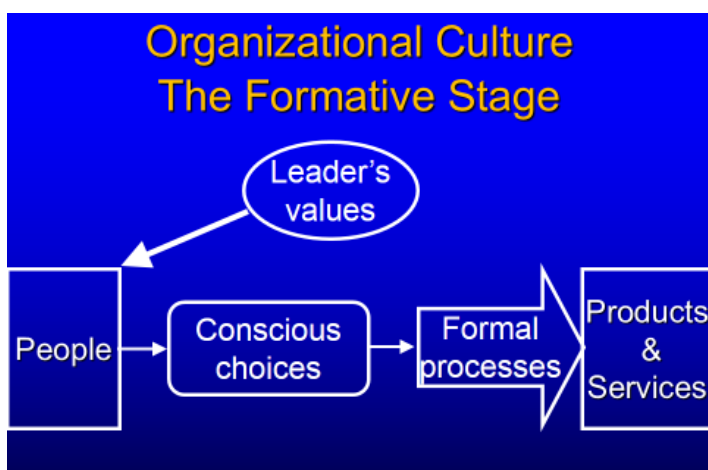 Organizational Culture
The Formative Stage
Leader's
values
People
Conscious
choices
Formal
processes
Products
&
Services